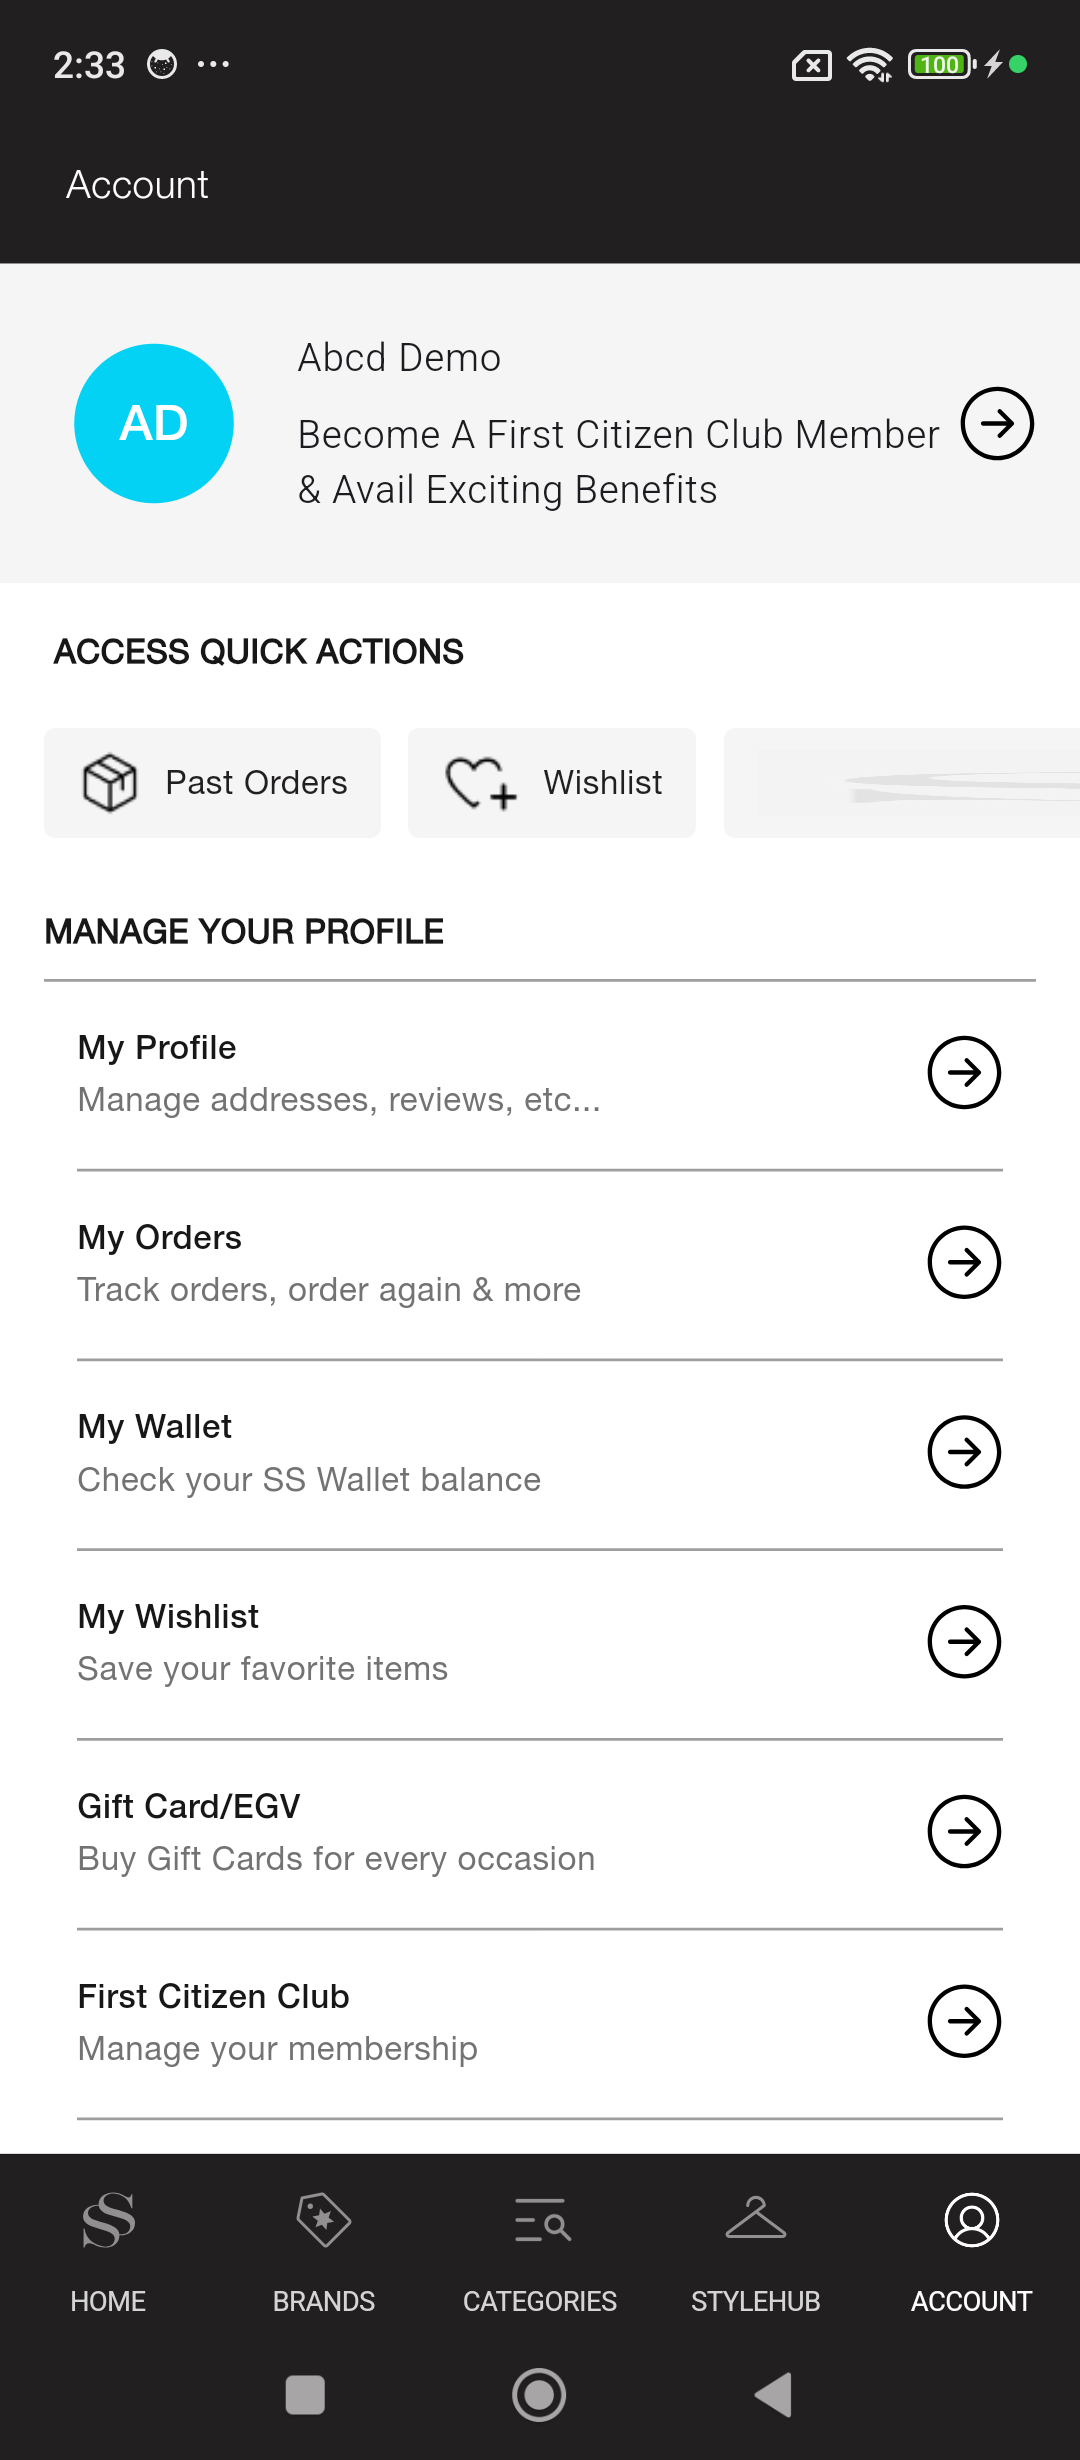 2:33
100
Account
AD
Abcd Demo
Become A First Citizen Club Member
& Avail Exciting Benefits
ACCESS QUICK ACTIONS
Past Orders
Wishlist
MANAGE YOUR PROFILE
My Profile
Manage addresses, reviews, etc...
My Orders
Track orders, order again & more
My Wallet
Check your SS Wallet balance
My Wishlist
Save your favorite items
Gift Card/EGV
Buy Gift Cards for every occasion
First Citizen Club
Manage your membership
HOME
BRANDS
CATEGORIES
STYLEHUB
ACCOUNT